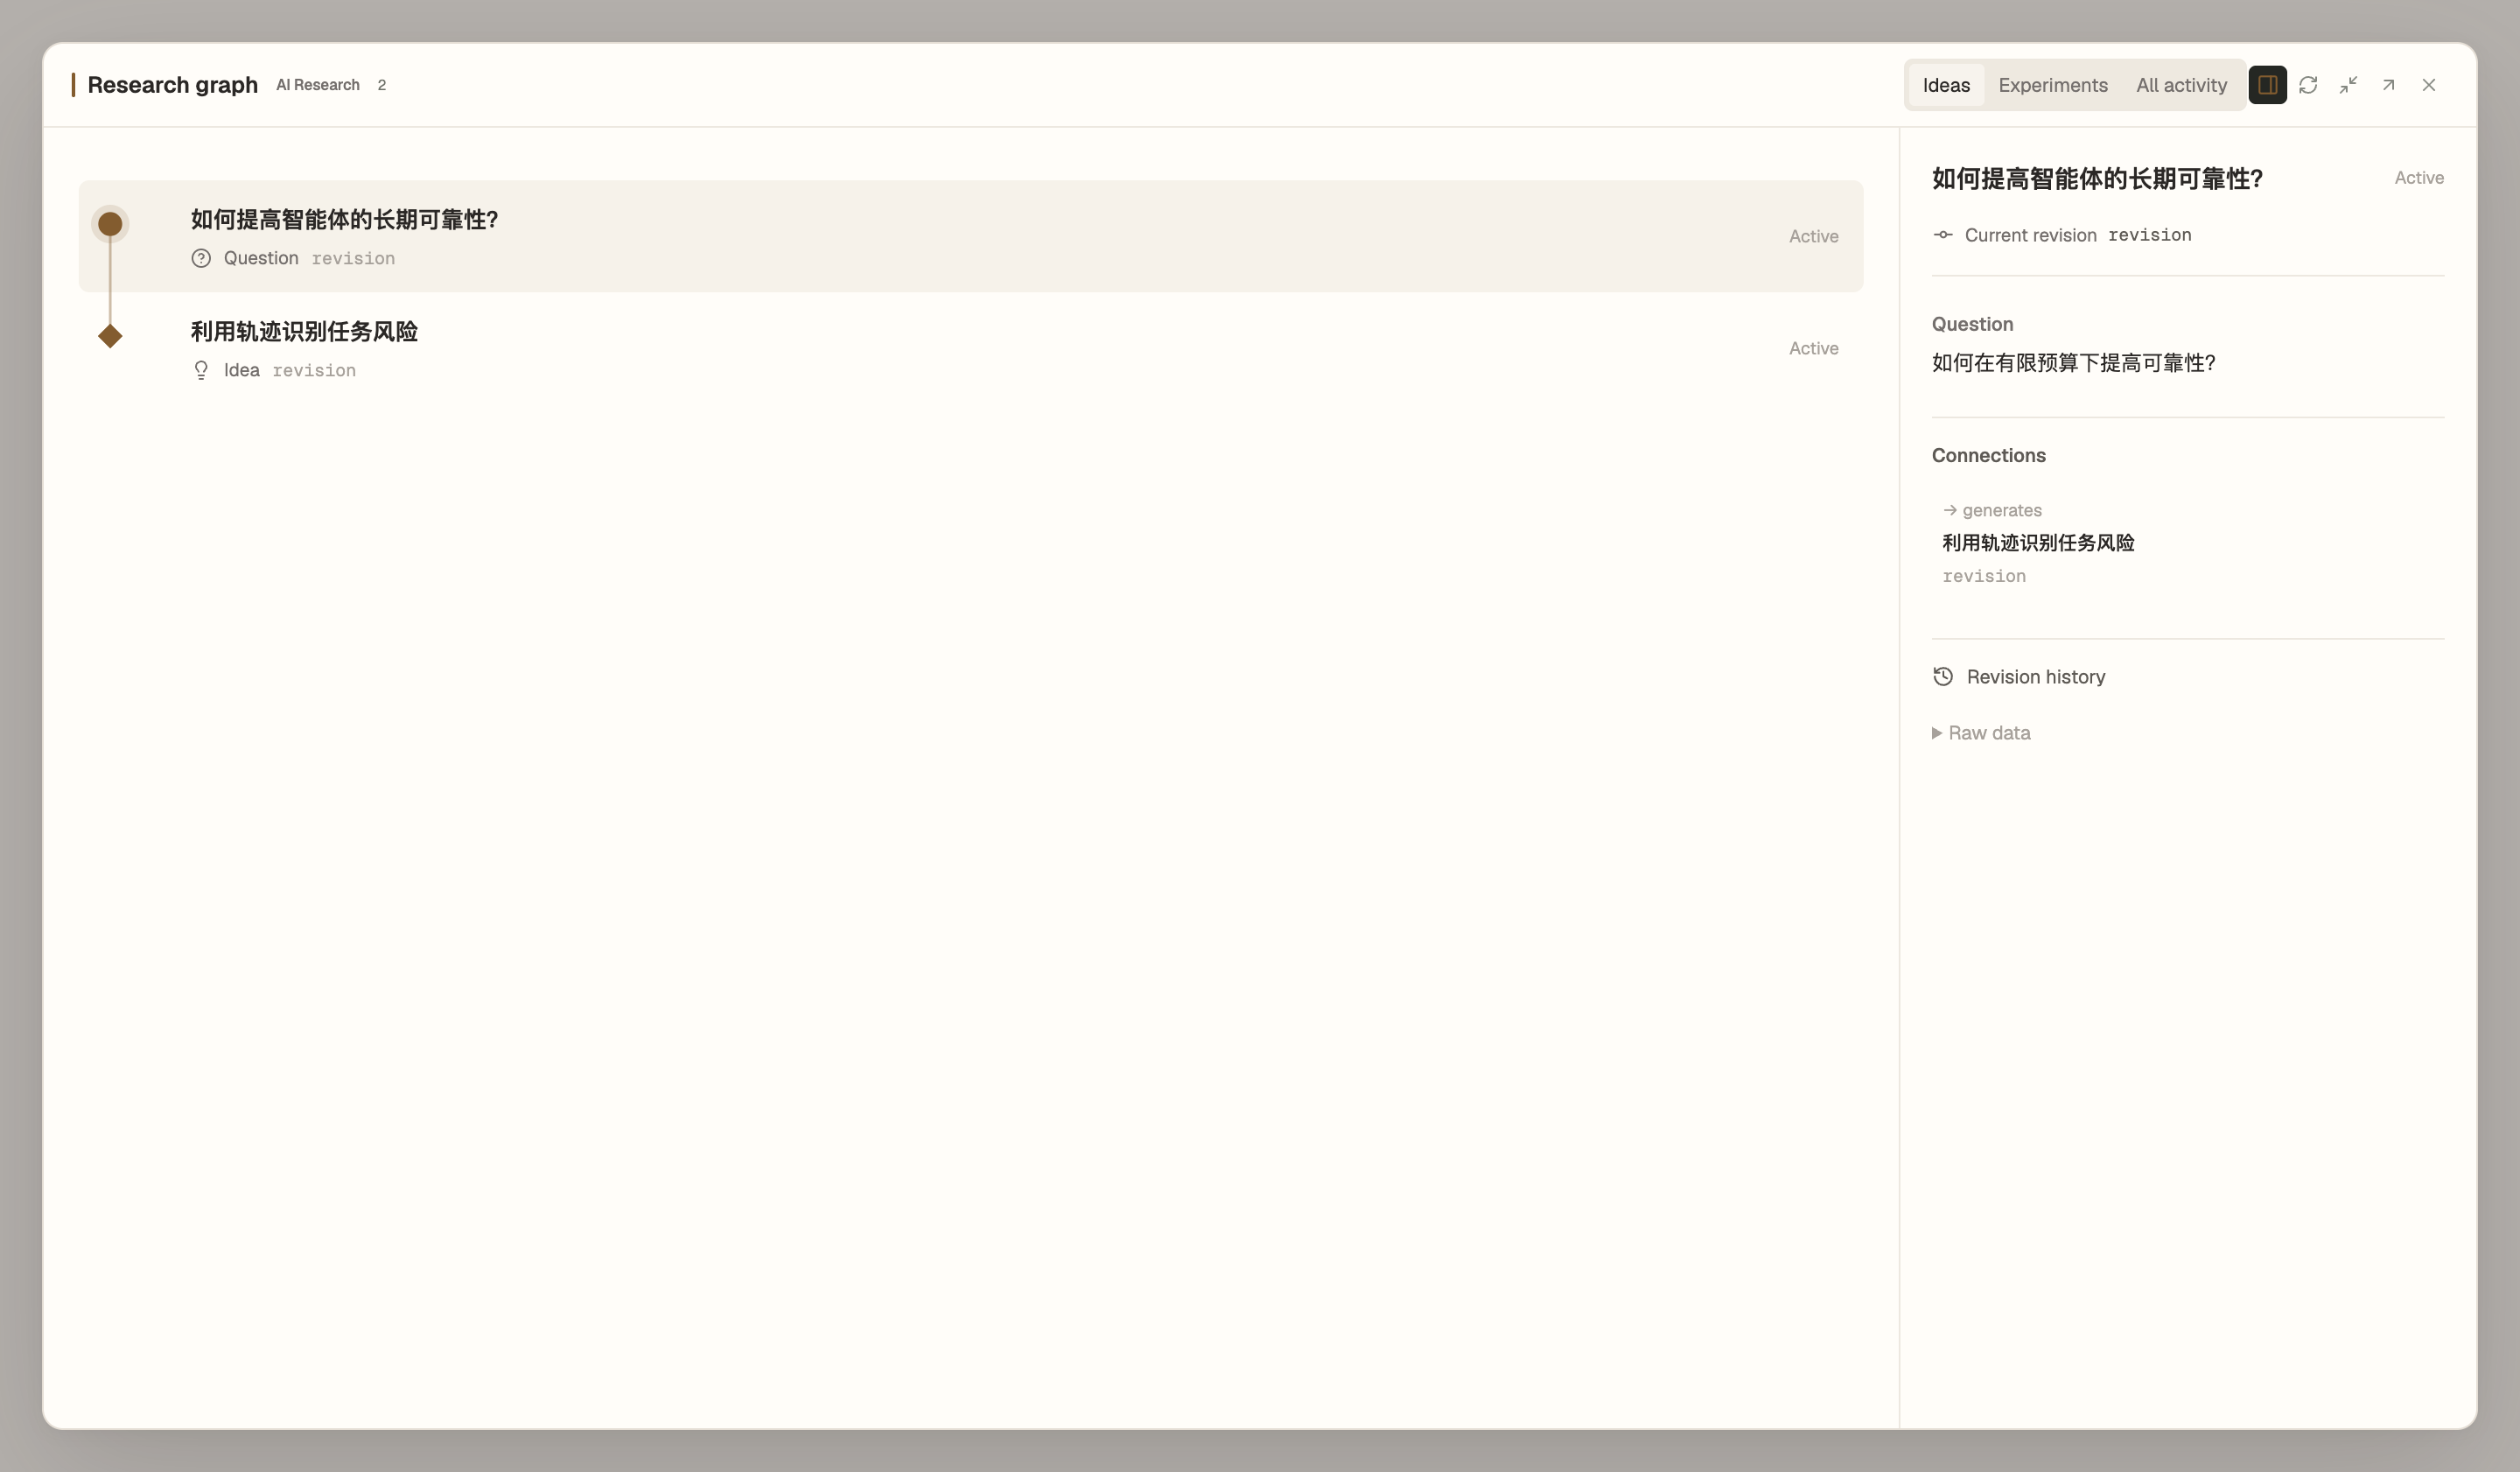 Research graph AI Research 2
Ideas Experiments All activity
如何提高智能体的长期可靠性?
Question revision
Active
利用轨迹识别任务风险
Idea revision
Active
如何提高智能体的长期可靠性?
Active
Current revision revision
Question
如何在有限预算下提高可靠性?
Connections
→ generates
利用轨迹识别任务风险
revision
Revision history
Raw data